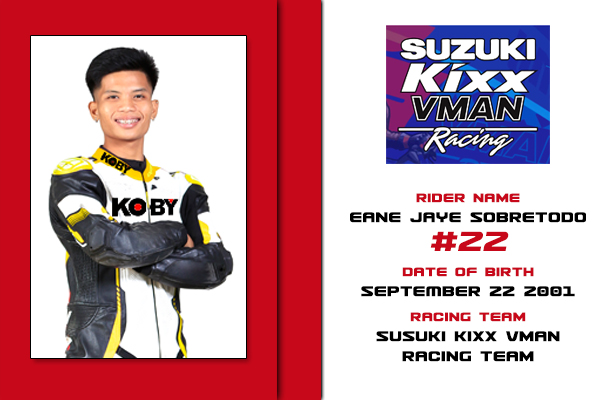 KOBY
KOBY
SUZUKI
Kixx
VMAN
Racing
RIDER NAME
EANE JAYE SOBRETODO
#22
DATE OF BIRTH
SEPTEMBER 22 2001
RACING TEAM
SUSUKI KIXX VMAN
RACING TEAM